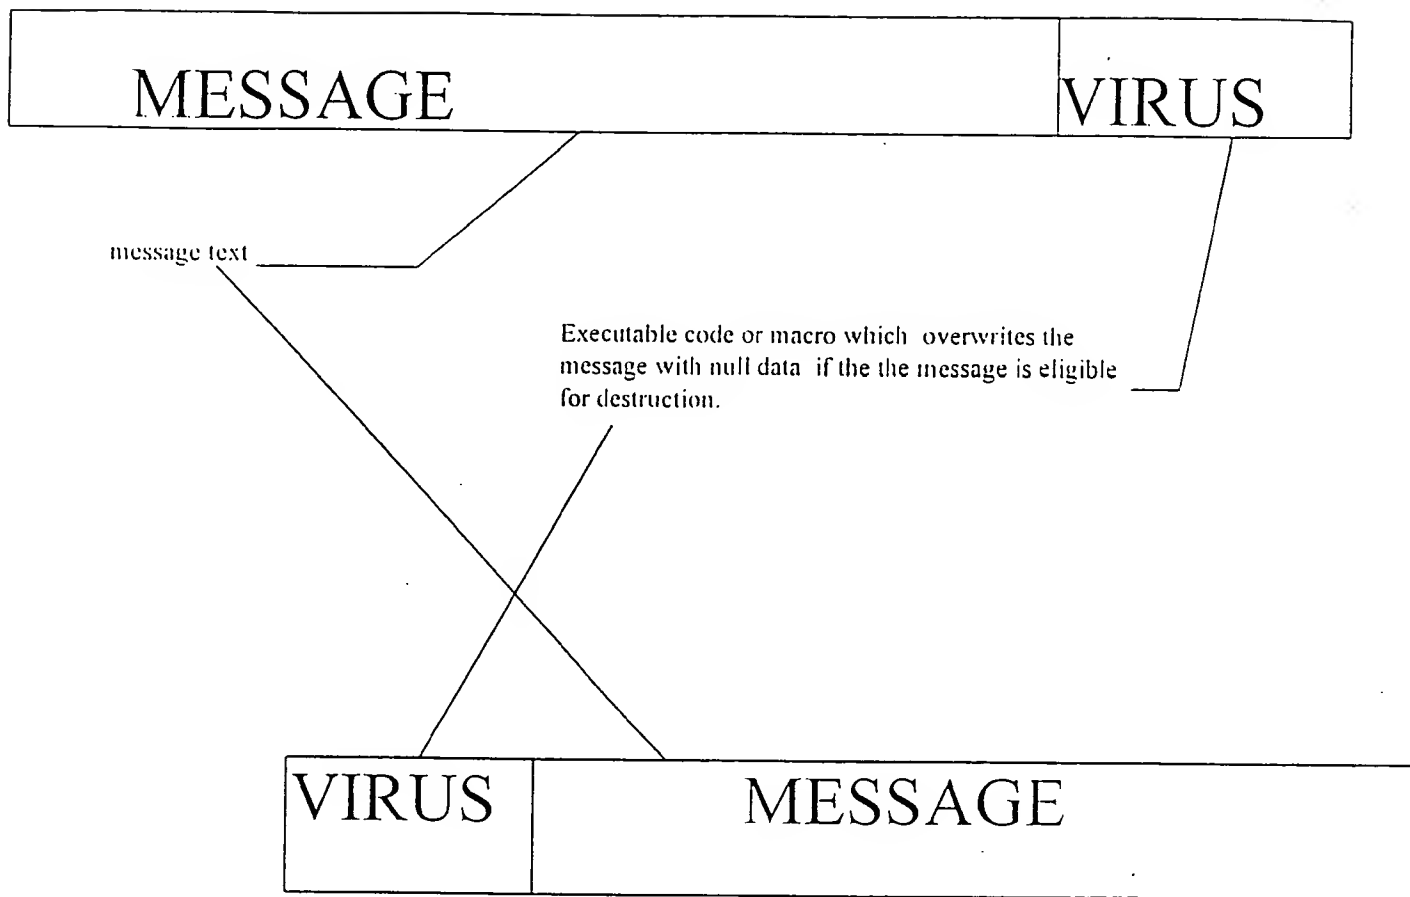 MESSAGE VIRUS
message text
Executable code or macro which overwrites the
message with null data if the the message is eligible
for destruction.
VIRUS MESSAGE